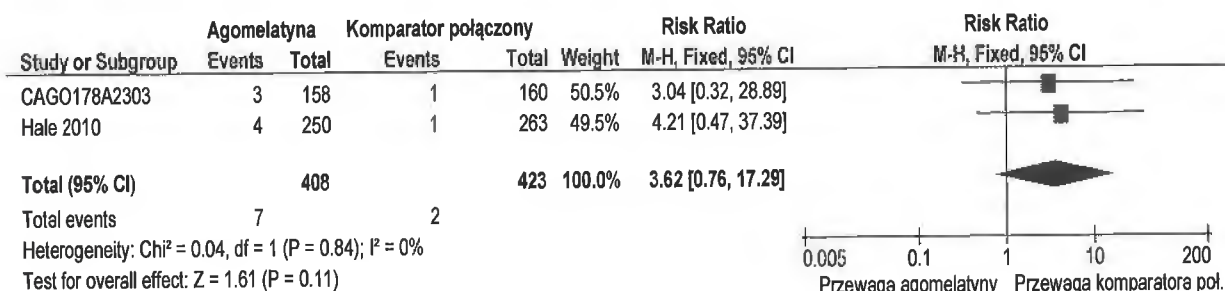 Agomelatyna Komparator połączony Risk Ratio Risk Ratio
Study or Subgroup Events Total Events Total Weight M-H, Fixed, 95% CI M-H, Fixed, 95% CI
CAGO178A2303 3 158 1 160 50.5% 3.04 [0.32, 28.89]
Hale 2010 4 250 1 263 49.5% 4.21 [0.47, 37.39]
Total (95% CI) 408 423 100.0% 3.62 [0.76, 17.29]
Total events 7 2
Heterogeneity: Chi² = 0.04, df = 1 (P = 0.84); I² = 0%
Test for overall effect: Z = 1.61 (P = 0.11)
0.005 0.1 1 10 200
Przewaga agomelatyny Przewaga komparatora poł.